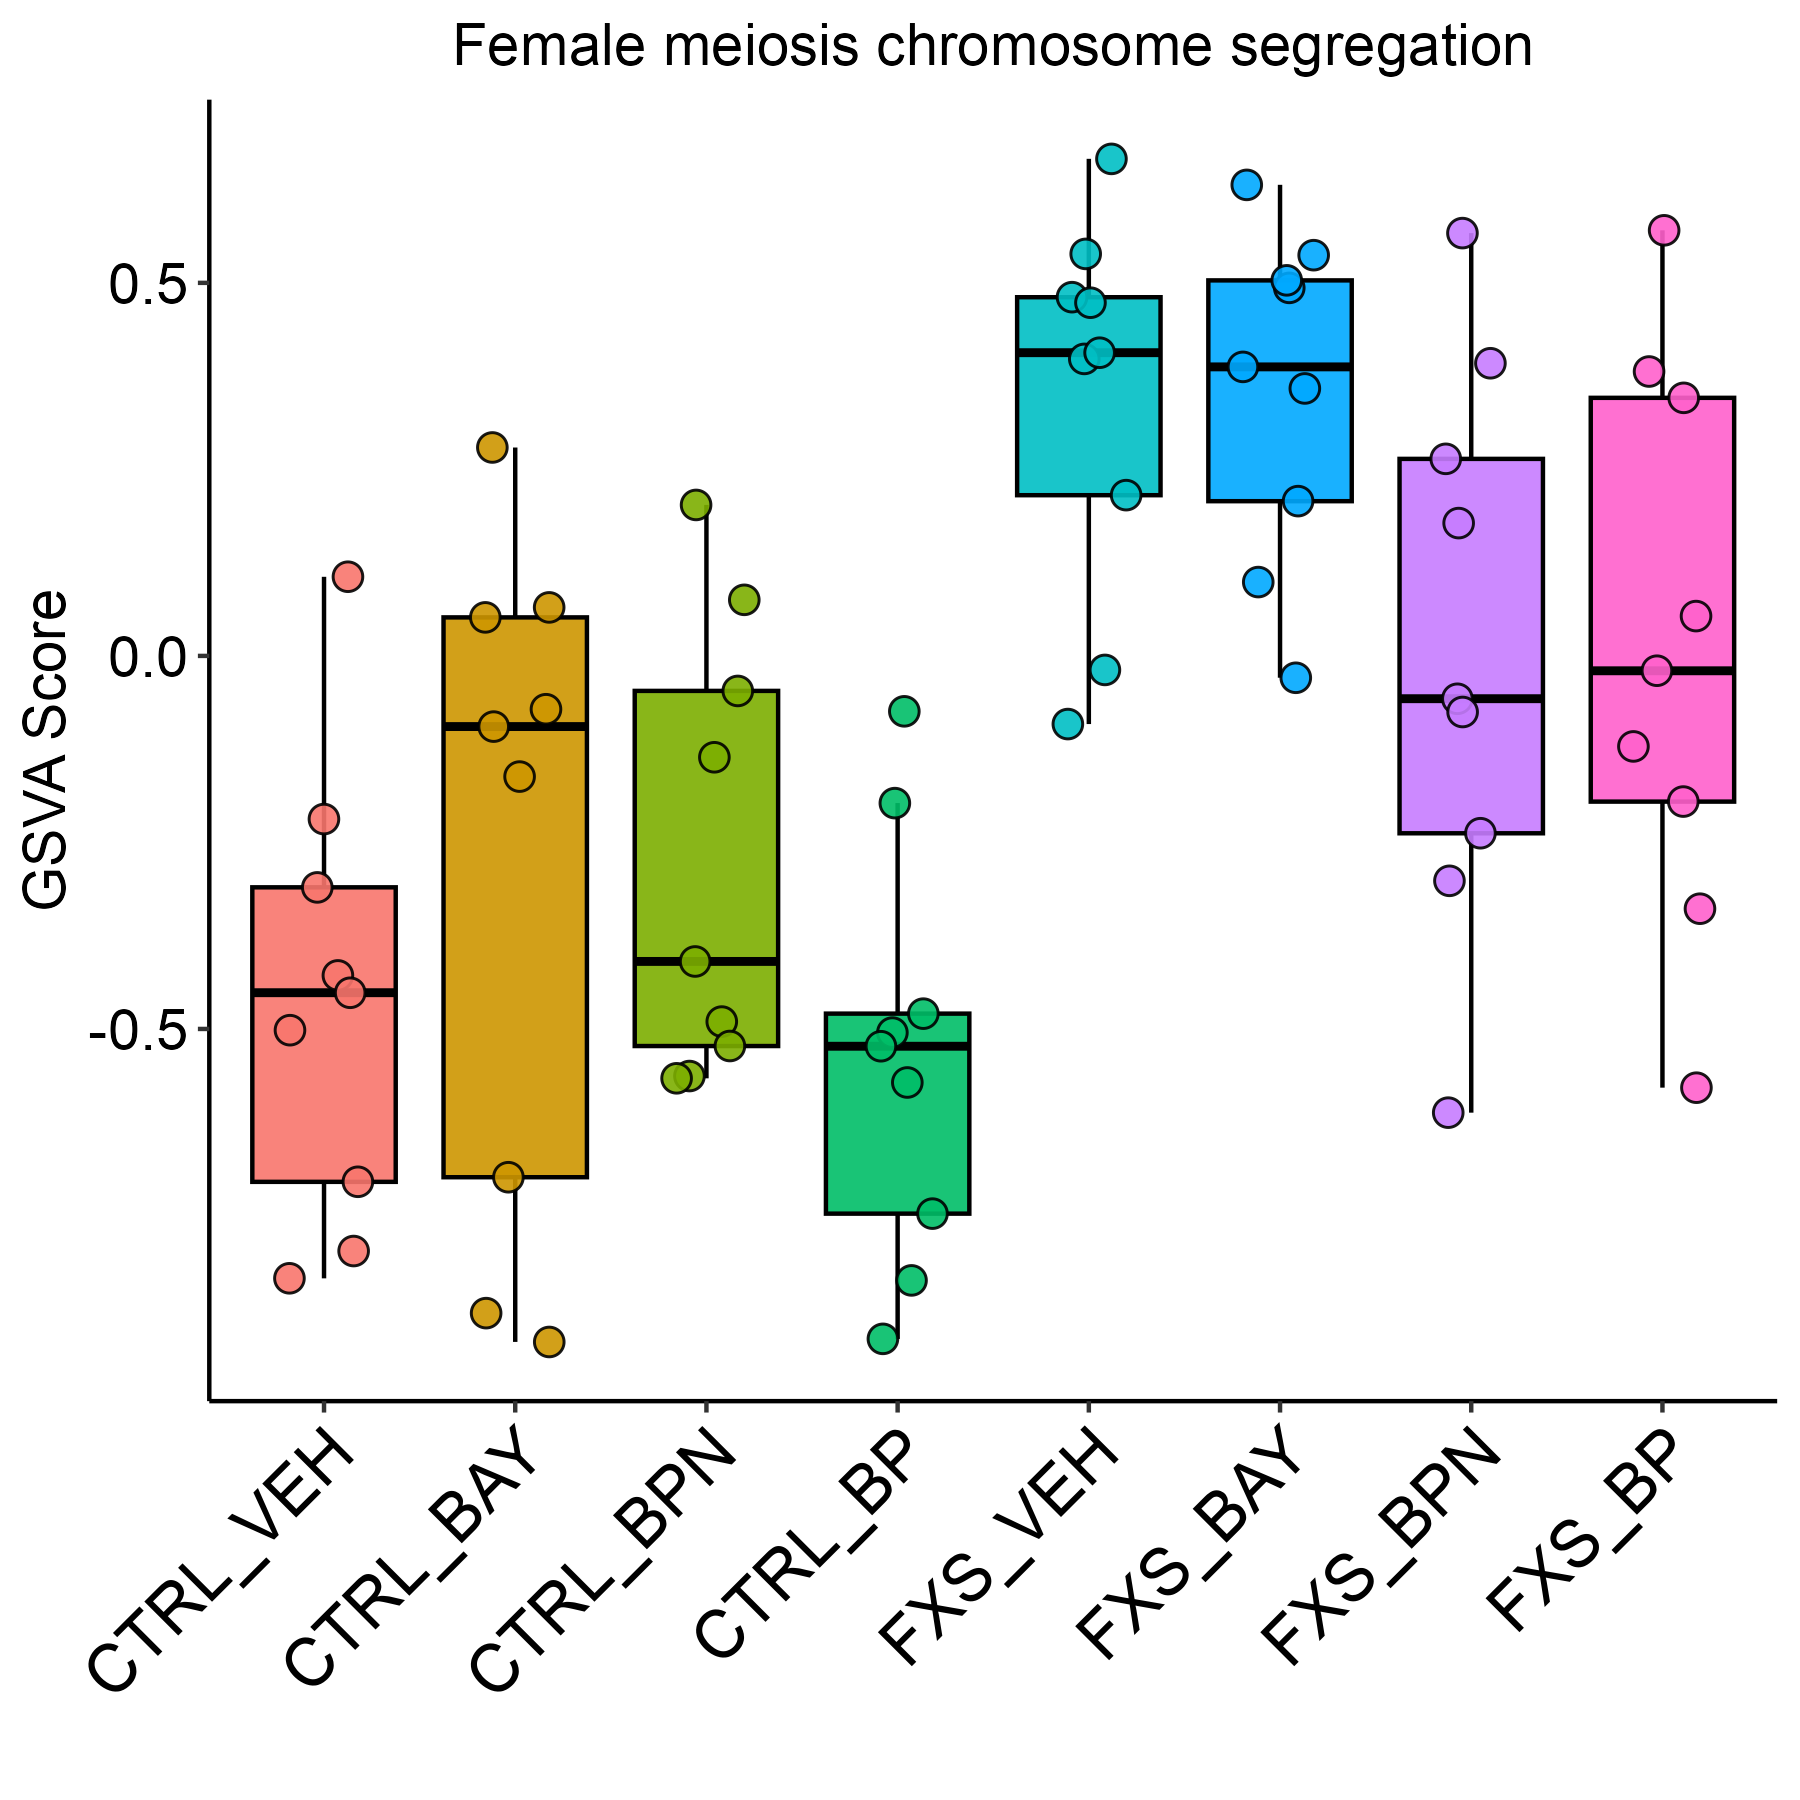 Female meiosis chromosome segregation
GSVA Score
0.5
0.0
-0.5
CTRL_VEH
CTRL_BAY
CTRL_BPN
CTRL_BP
FXS_VEH
FXS_BAY
FXS_BPN
FXS_BP